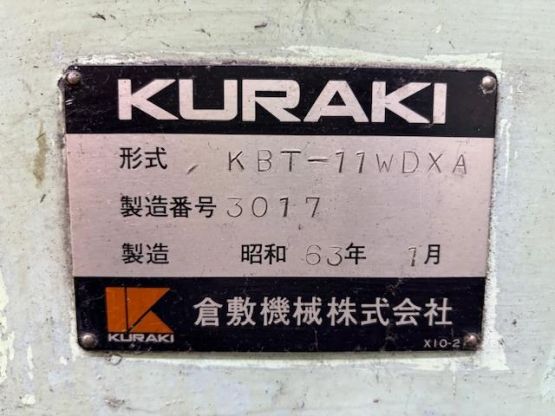 KURAKI
形式 KBT-11WDXA
製造番号 3017
製造 昭和 63年 1月
KURAKI 倉敷機械株式会社
X10-2